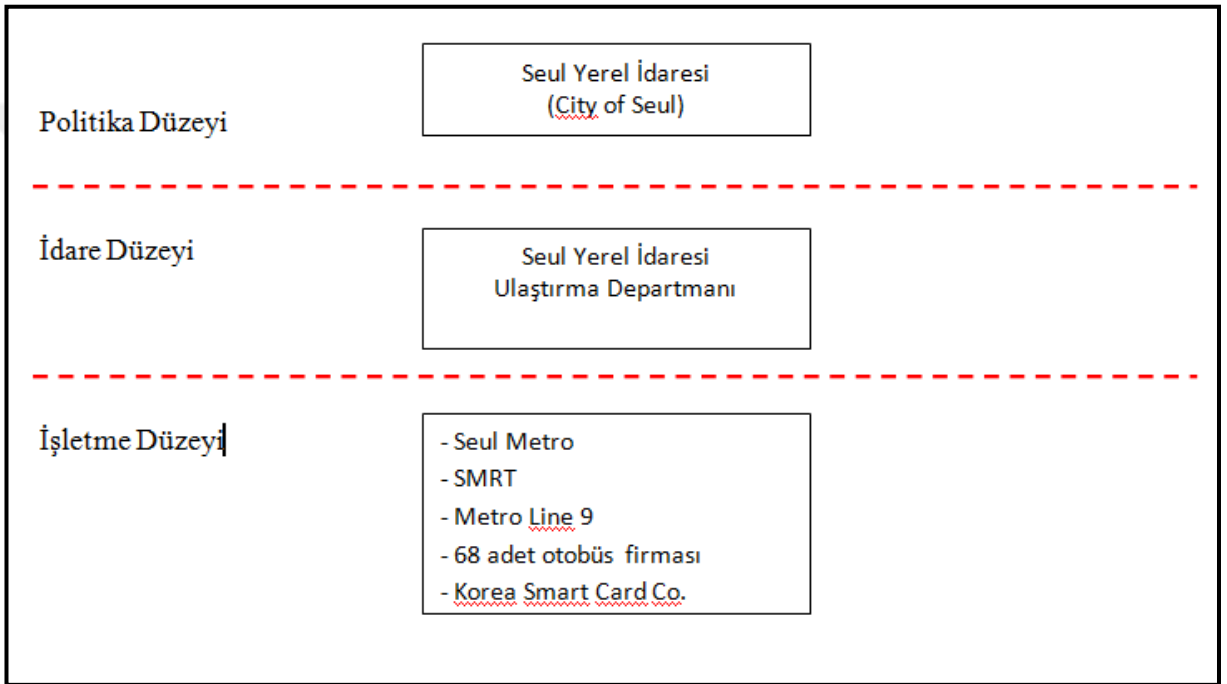 Seul Yerel İdaresi
(City of Seul)
Politika Düzeyi
İdare Düzeyi
Seul Yerel İdaresi
Ulaştırma Departmanı
İşletme Düzeyi
- Seul Metro
- SMRT
- Metro Line 9
- 68 adet otobüs firması
- Korea Smart Card Co.